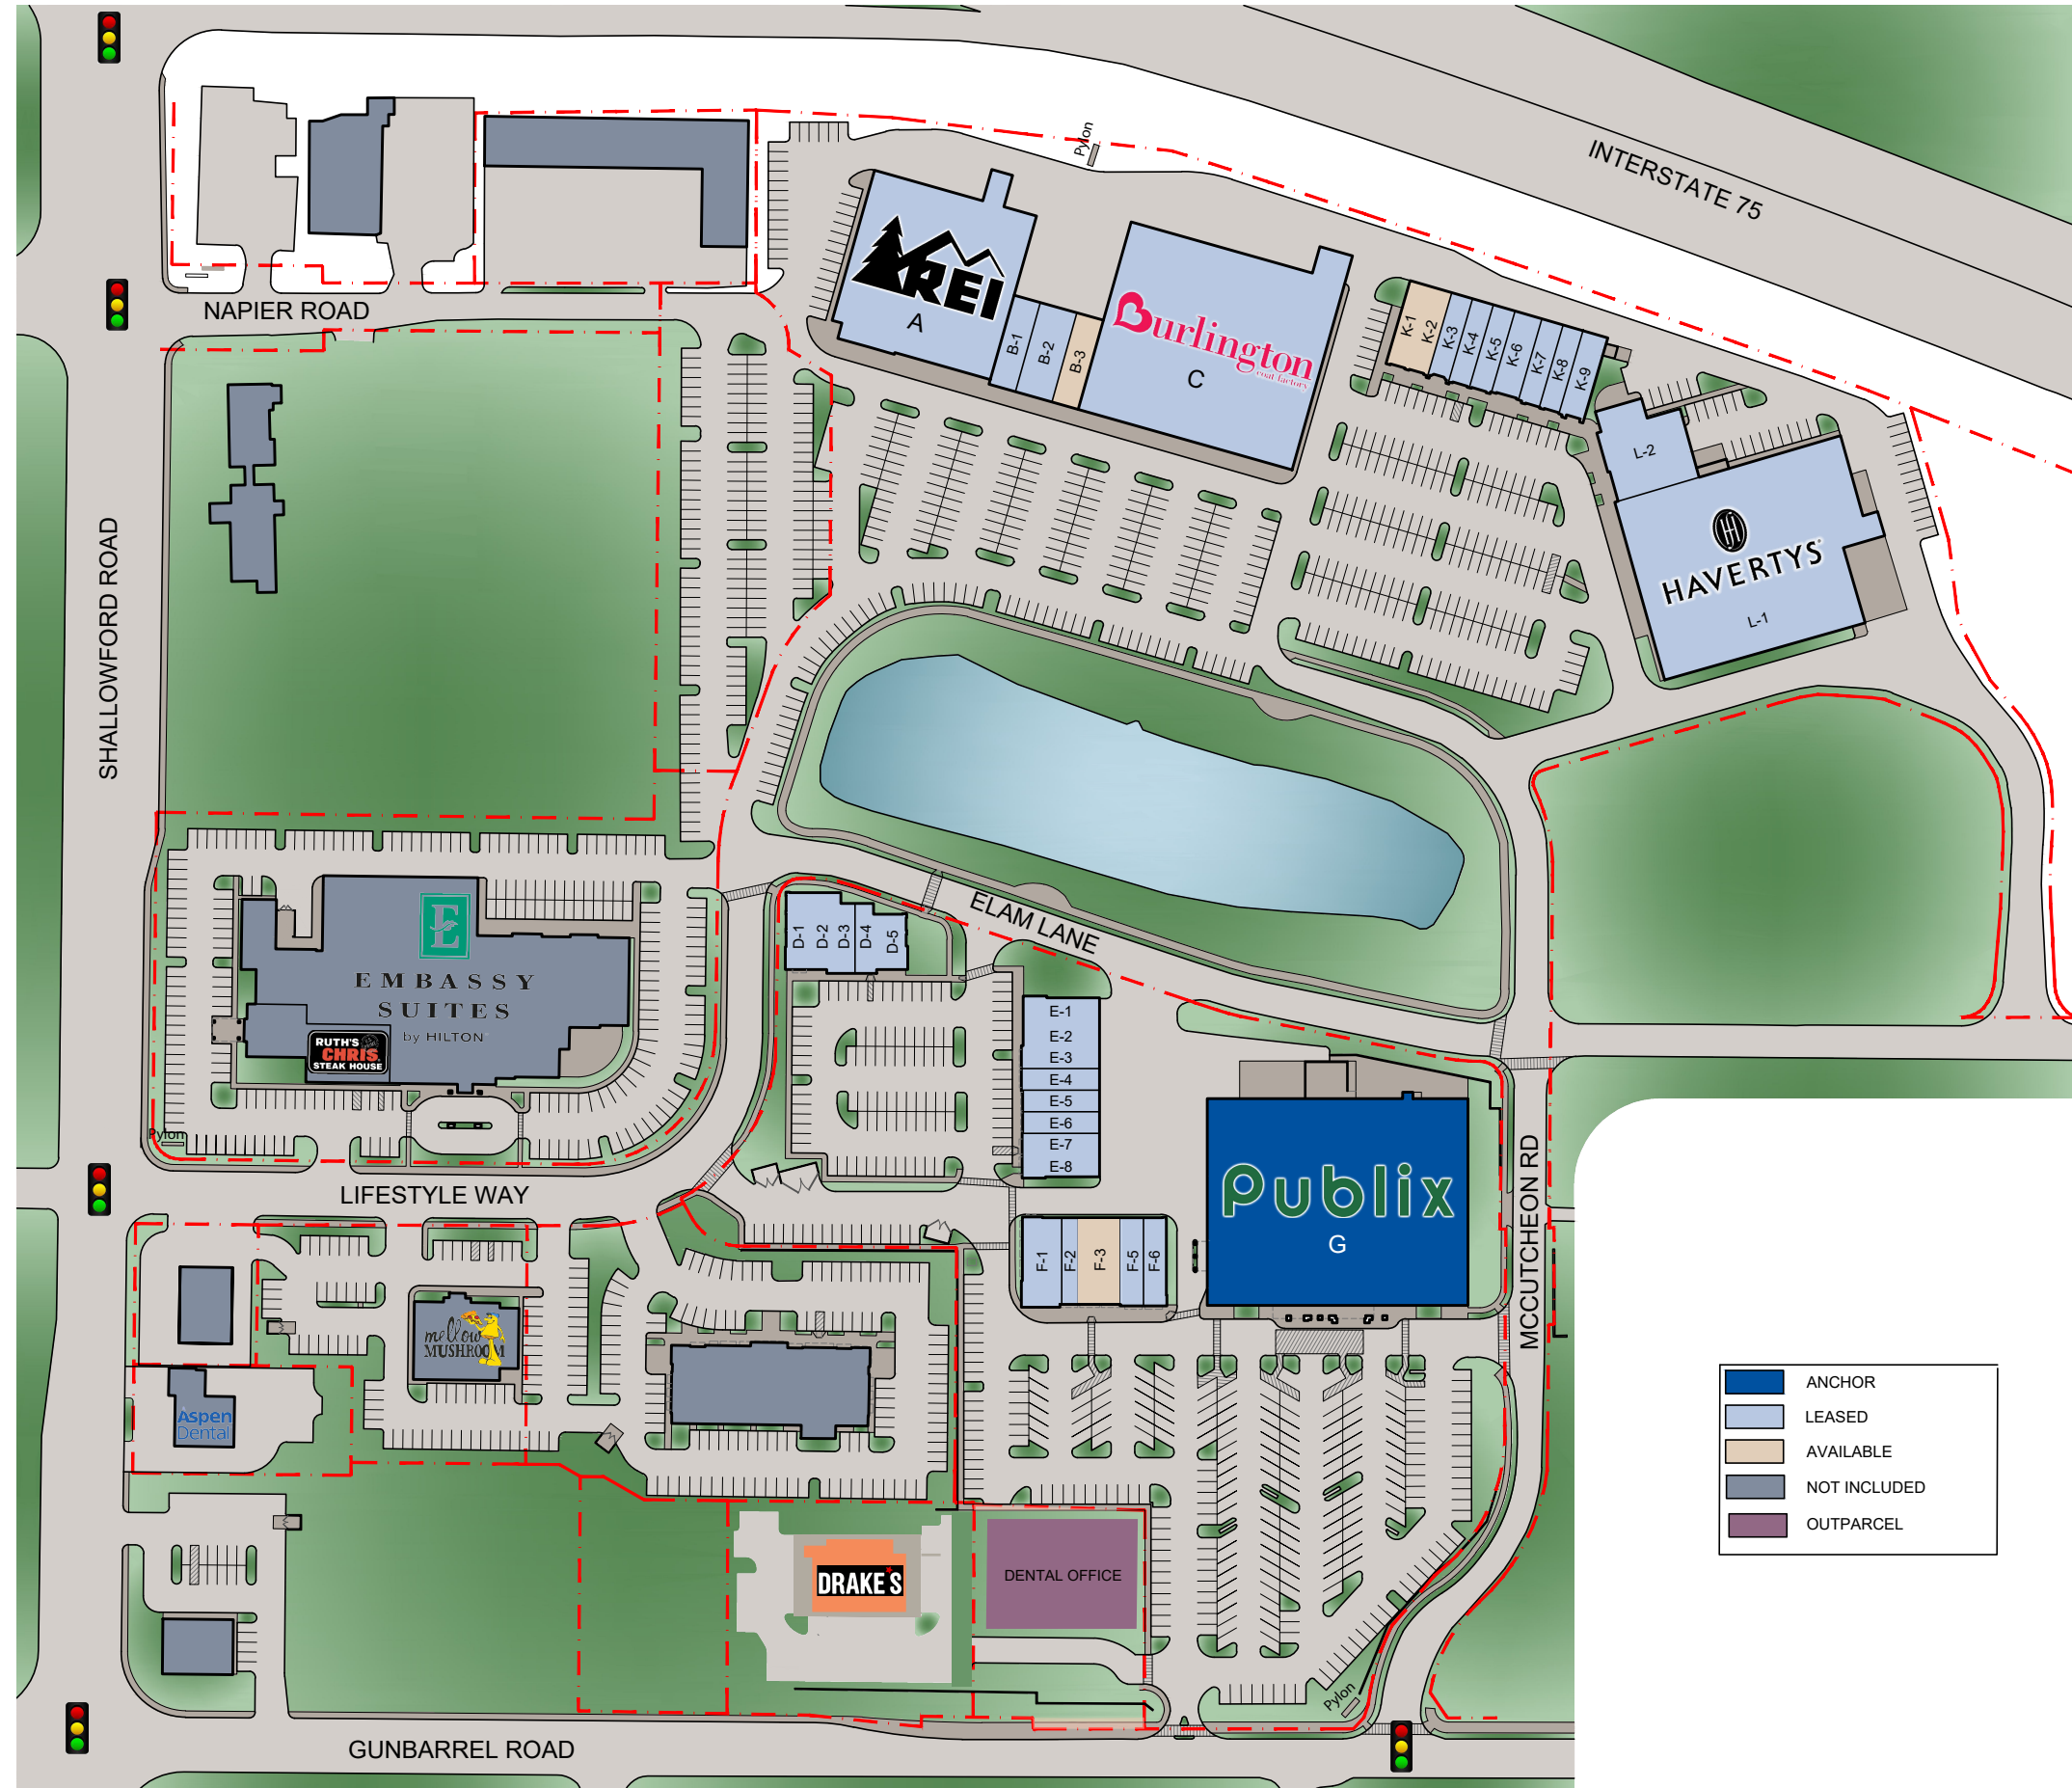 INTERSTATE 75
Pylon
NAPIER ROAD
REI
A
B-1
B-2
B-3
Burlington
coat factory
C
K-1
K-2
K-3
K-4
K-5
K-6
K-7
K-8
K-9
L-2
HAVERTYS
L-1
SHALLOWFORD ROAD
ELAM LANE
D-1
D-2
D-3
D-4
D-5
E
EMBASSY
SUITES
by HILTON
RUTH'S
CHRIS
STEAK HOUSE
Pylon
E-1
E-2
E-3
E-4
E-5
E-6
E-7
E-8
LIFESTYLE WAY
Publix
G
MCCUTCHEON RD
F-1
F-2
F-3
F-5
F-6
mellow
MUSHROOM
Aspen
Dental
DRAKE'S
DENTAL OFFICE
Pylon
GUNBARREL ROAD
ANCHOR
LEASED
AVAILABLE
NOT INCLUDED
OUTPARCEL